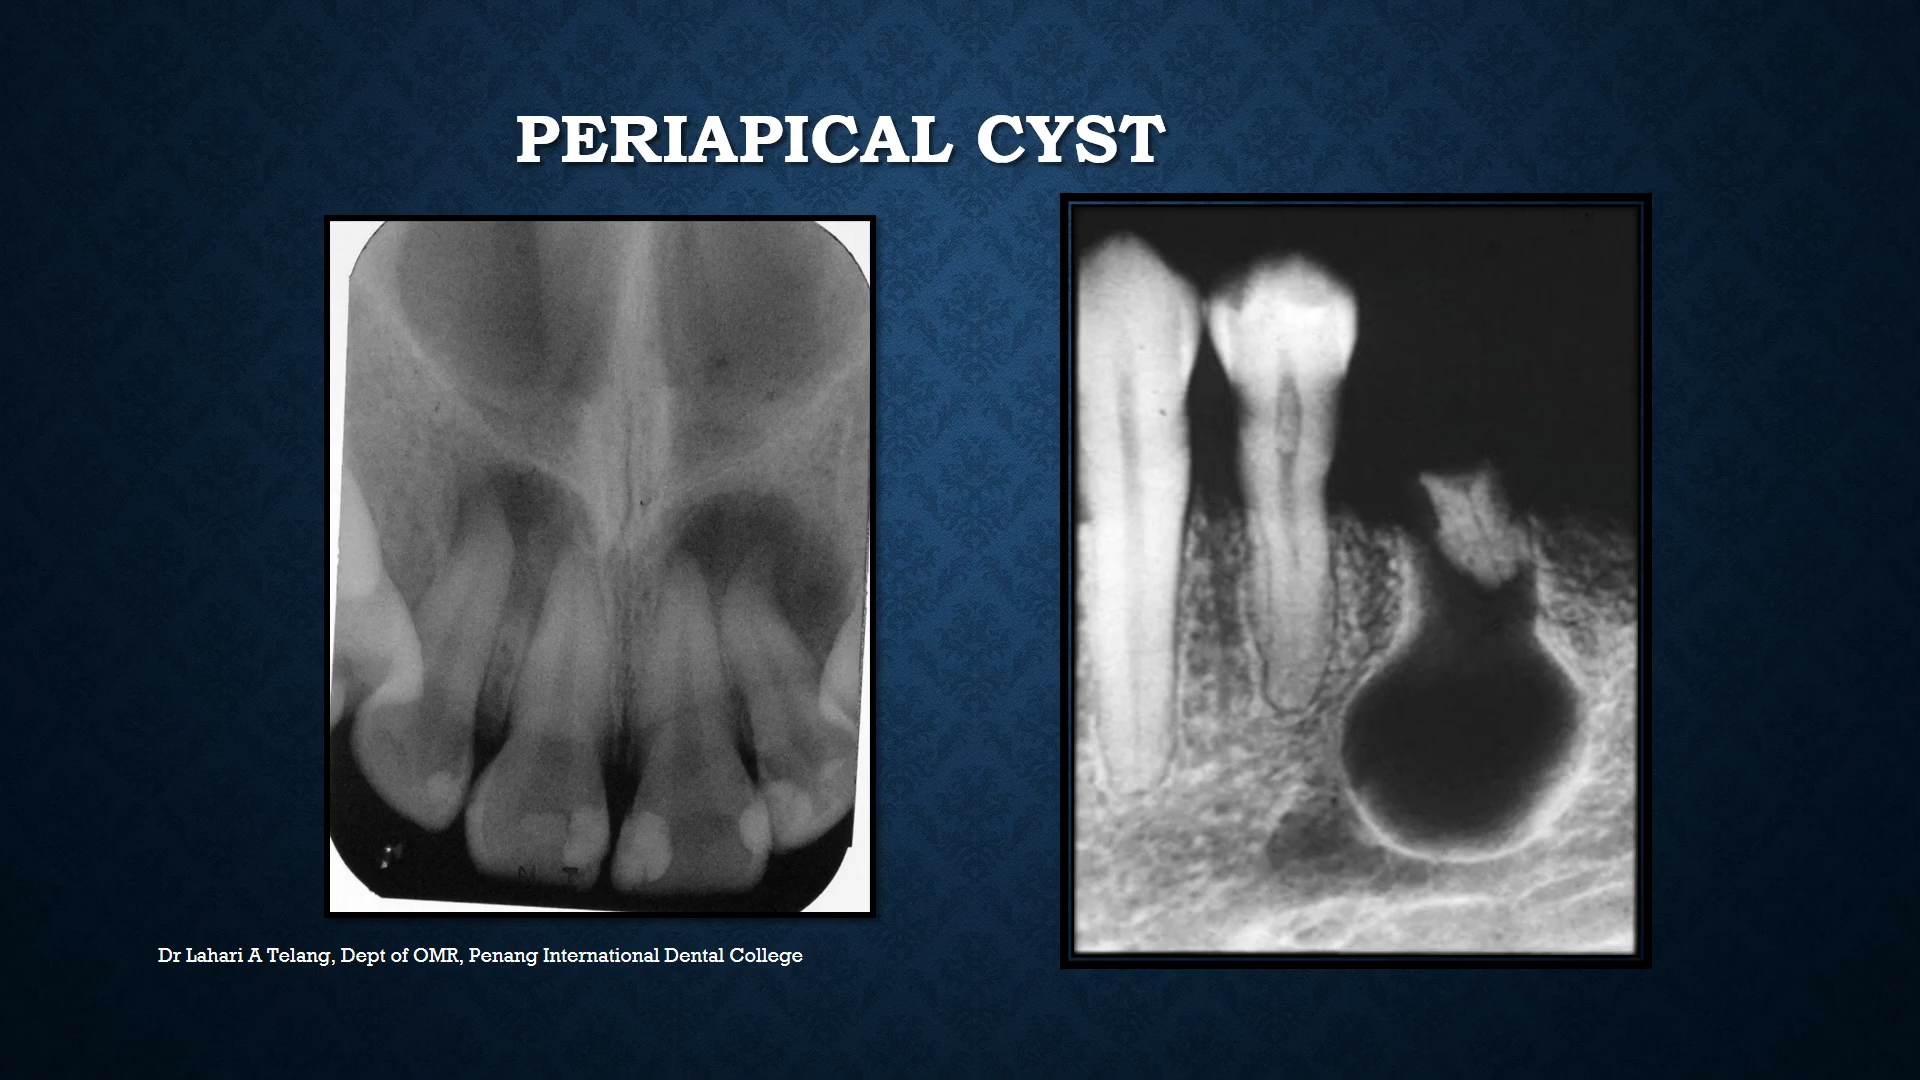 PERIAPICAL CYST
Dr Lahari A Telang, Dept of OMR, Penang International Dental College